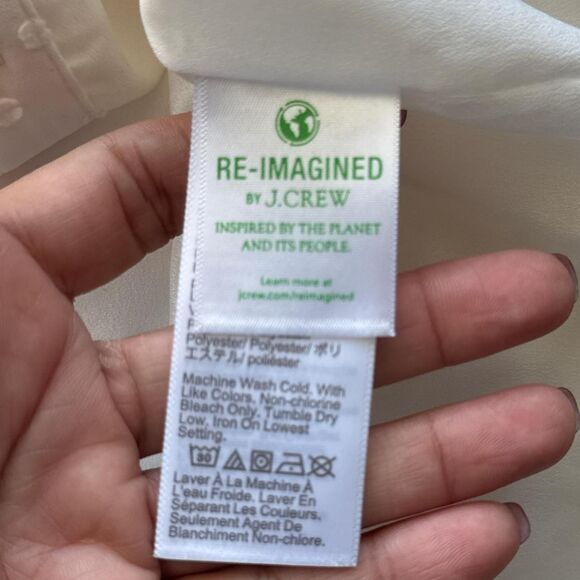 RE-IMAGINED
BY J.CREW
INSPIRED BY THE PLANET
AND ITS PEOPLE.
Learn more at
jcrew.com/reimagined
Polyester/ Polyester/ ポリ
エステル/ poliéster
Machine Wash Cold. With
Like Colors. Non-chlorine
Bleach Only. Tumble Dry
Low. Iron On Lowest
Setting.
30
Laver À La Machine À
L'eau Froide. Laver En
Séparant Les Couleurs.
Seulement Agent De
Blanchiment Non-chlore.